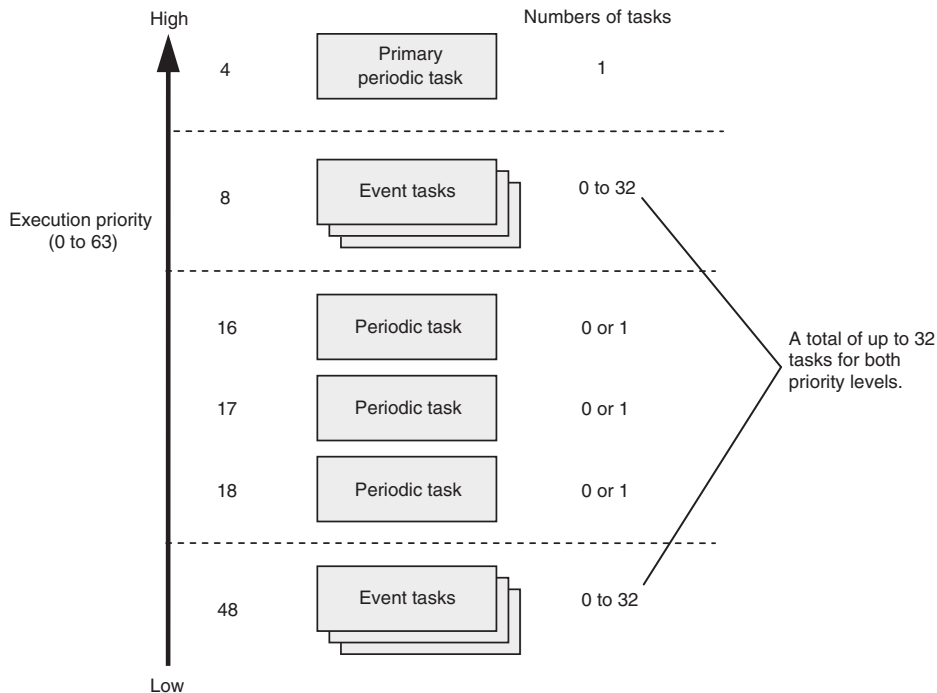 High
Numbers of tasks
4
Primary
periodic task
1
8
Event tasks
0 to 32
Execution priority
(0 to 63)
16
Periodic task
0 or 1
A total of up to 32
tasks for both
priority levels.
17
Periodic task
0 or 1
18
Periodic task
0 or 1
48
Event tasks
0 to 32
Low